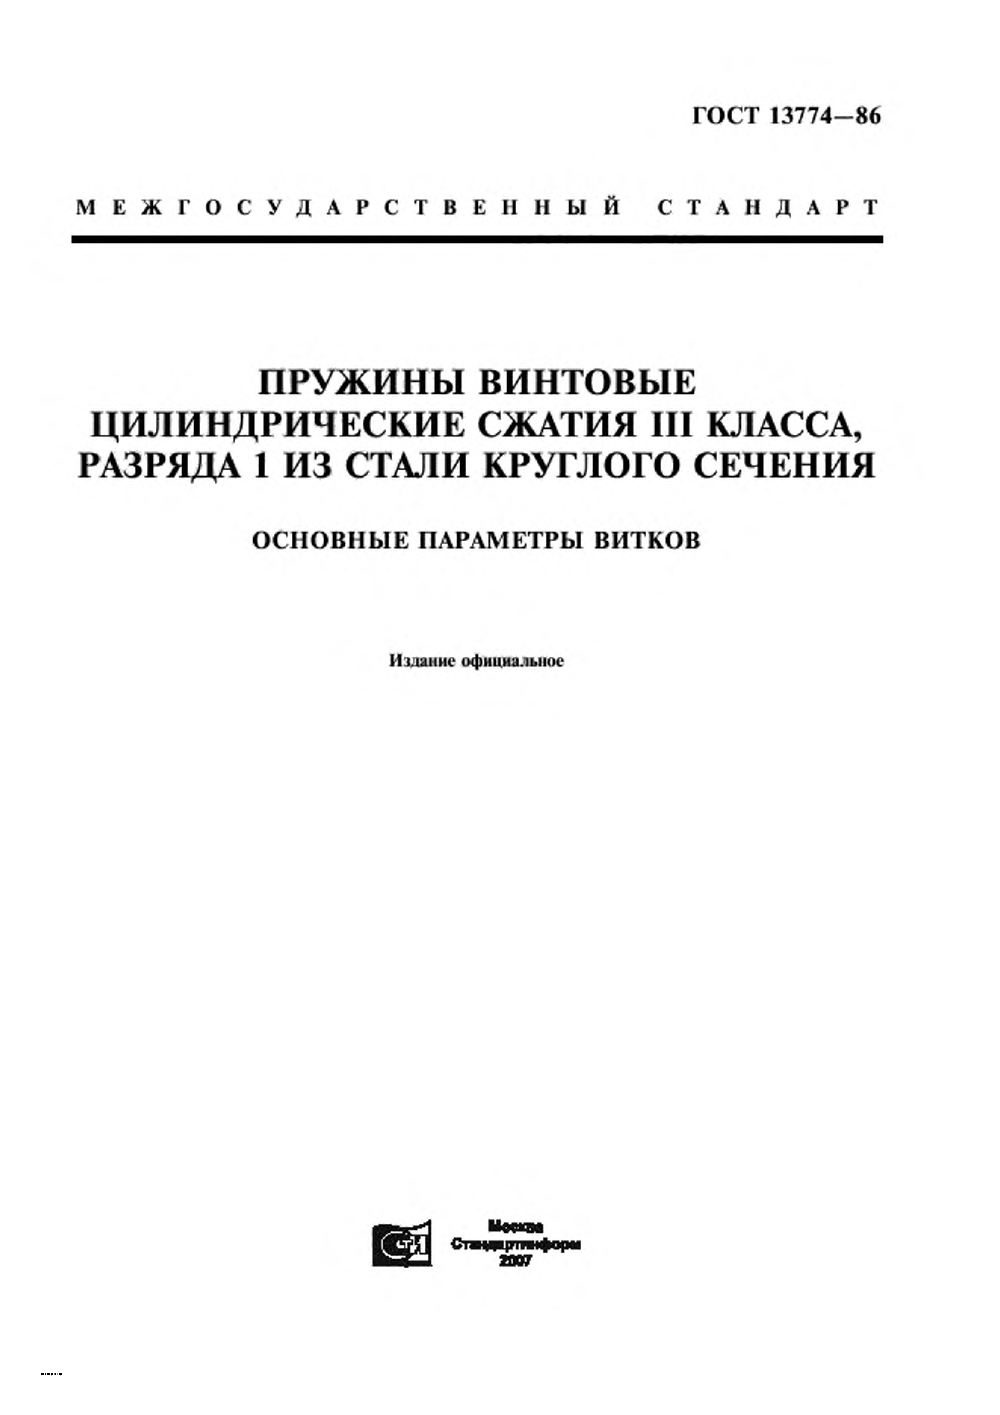 ГОСТ 13774—86
МЕЖГОСУДАРСТВЕННЫЙ СТАНДАРТ
ПРУЖИНЫ ВИНТОВЫЕ
ЦИЛИНДРИЧЕСКИЕ СЖАТИЯ III КЛАССА,
РАЗРЯДА 1 ИЗ СТАЛИ КРУГЛОГО СЕЧЕНИЯ
ОСНОВНЫЕ ПАРАМЕТРЫ ВИТКОВ
Издание официальное
Москва
Стандартинформ
2007